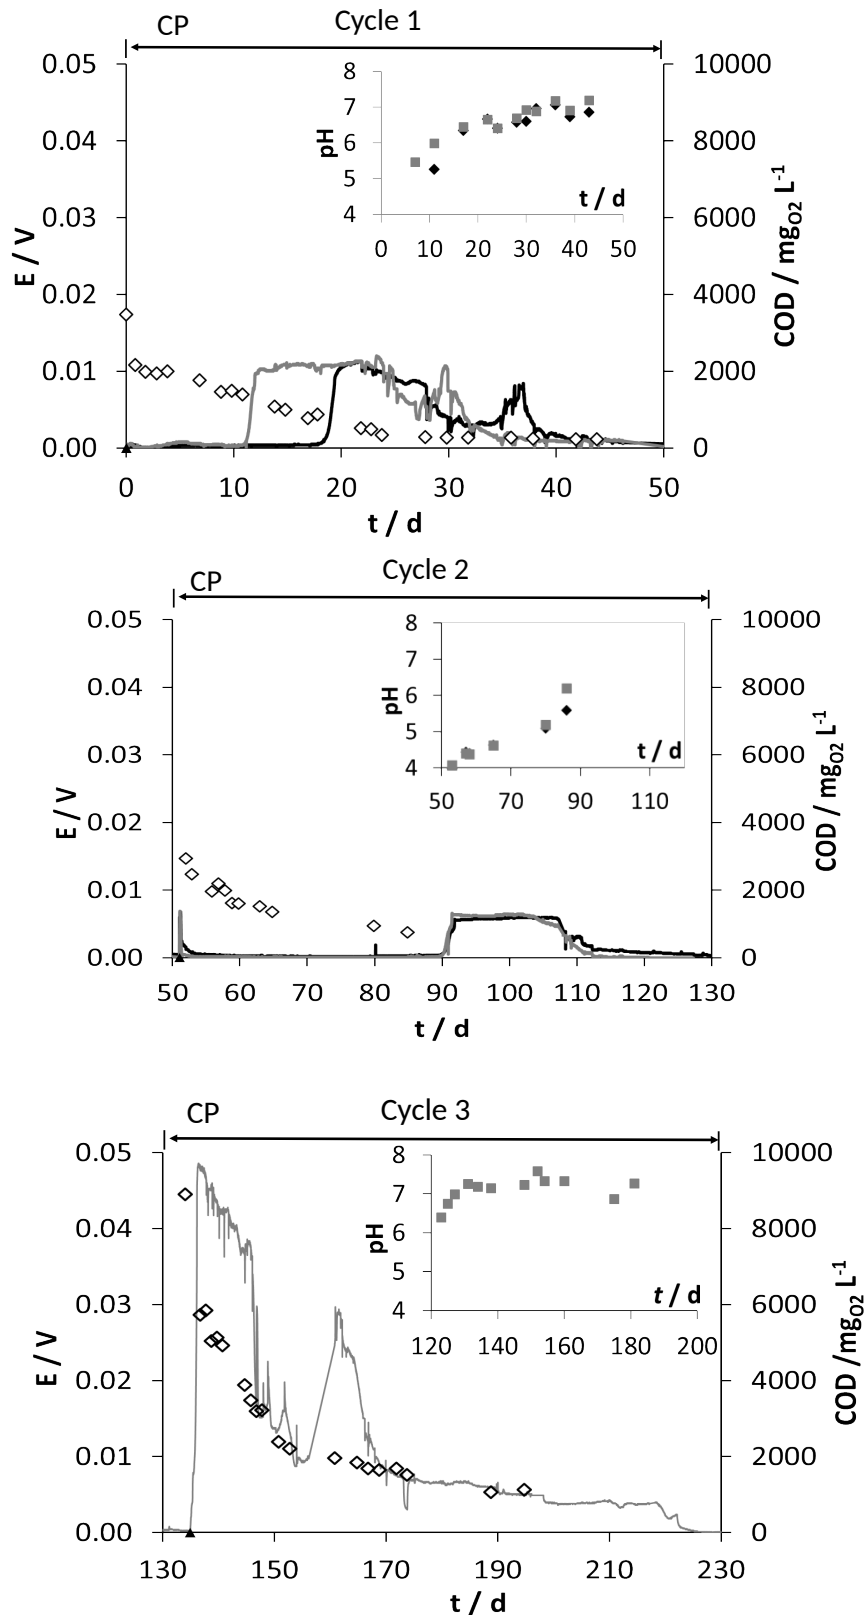 CP Cycle 1
0.05 10000
8
7
0.04 8000
pH 6
5
0.03 6000
4
t / d
0 10 20 30 40 50
E / V
COD / mgO2 L-1
0.02 4000
0.01 2000
0.00 0
0 10 20 30 40 50
t / d
CP Cycle 2
0.05 10000
8
7
0.04 8000
pH 6
5
0.03 6000
4
t / d
50 70 90 110
E / V
COD / mgO2 L-1
0.02 4000
0.01 2000
0.00 0
50 60 70 80 90 100 110 120 130
t / d
CP Cycle 3
0.05 10000
8
7
0.04 8000
pH 6
5
0.03 6000
4
t / d
120 140 160 180 200
E / V
COD /mgO2 L-1
0.02 4000
0.01 2000
0.00 0
130 150 170 190 210 230
t / d